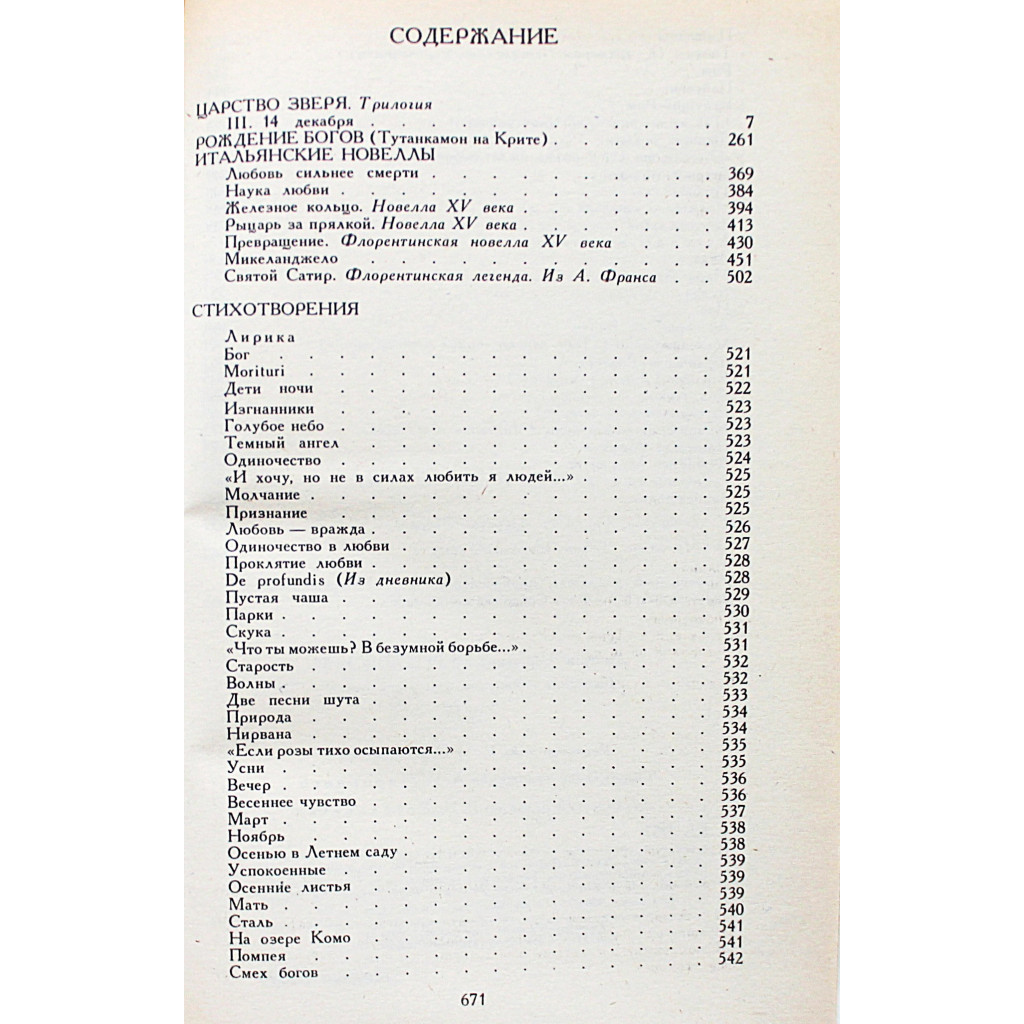 СОДЕРЖАНИЕ
ЦАРСТВО ЗВЕРЯ. Трилогия
III. 14 декабря . . . . . . . . . . . . 7
РОЖДЕНИЕ БОГОВ (Тутанкамон на Крите) . . . . . . 261
ИТАЛЬЯНСКИЕ НОВЕЛЛЫ
Любовь сильнее смерти . . . . . . . . . . 369
Наука любви . . . . . . . . . . . . . 384
Железное кольцо. Новелла XV века . . . . . . . 394
Рыцарь за прялкой. Новелла XV века . . . . . . . 413
Превращение. Флорентинская новелла XV века . . . 430
Микеланджело . . . . . . . . . . . . 451
Святой Сатир. Флорентинская легенда. Из А. Франса . . 502
СТИХОТВОРЕНИЯ
Лирика
Бог . . . . . . . . . . . . . . . 521
Morituri . . . . . . . . . . . . . . 521
Дети ночи . . . . . . . . . . . . . 522
Изгнанники . . . . . . . . . . . . . 523
Голубое небо . . . . . . . . . . . . . 523
Темный ангел . . . . . . . . . . . . 523
Одиночество . . . . . . . . . . . . . 524
«И хочу, но не в силах любить я людей...» . . . . . 525
Молчание . . . . . . . . . . . . . . 525
Признание . . . . . . . . . . . . . 525
Любовь — вражда . . . . . . . . . . . . 526
Одиночество в любви . . . . . . . . . . . 527
Проклятие любви . . . . . . . . . . . . 528
De profundis (Из дневника) . . . . . . . . . 528
Пустая чаша . . . . . . . . . . . . . 529
Парки . . . . . . . . . . . . . . . 530
Скука . . . . . . . . . . . . . . . 531
«Что ты можешь? В безумной борьбе...» . . . . . . . 531
Старость . . . . . . . . . . . . . . 532
Волны . . . . . . . . . . . . . . . 532
Две песни шута . . . . . . . . . . . . 533
Природа . . . . . . . . . . . . . . 534
Нирвана . . . . . . . . . . . . . . 534
«Если розы тихо осыпаются...» . . . . . . . . . 535
Усни . . . . . . . . . . . . . . . 535
Вечер . . . . . . . . . . . . . . . 536
Весеннее чувство . . . . . . . . . . . . 536
Март . . . . . . . . . . . . . . . 537
Ноябрь . . . . . . . . . . . . . . 538
Осенью в Летнем саду . . . . . . . . . . . 538
Успокоенные . . . . . . . . . . . . . 539
Осенние листья . . . . . . . . . . . . 539
Мать . . . . . . . . . . . . . . . 539
Сталь . . . . . . . . . . . . . . . 540
На озере Комо . . . . . . . . . . . . 541
Помпея . . . . . . . . . . . . . . 541
Смех богов . . . . . . . . . . . . . 542
671